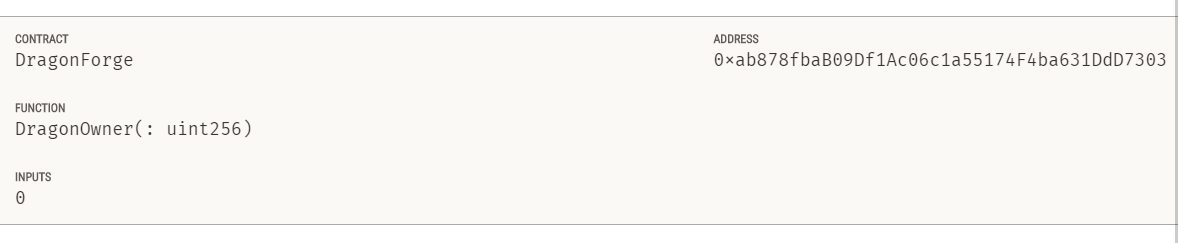 CONTRACT
DragonForge
ADDRESS
0×ab878fbaB09Df1Ac06c1a55174F4ba631DdD7303
FUNCTION
DragonOwner(: uint256)
INPUTS
0